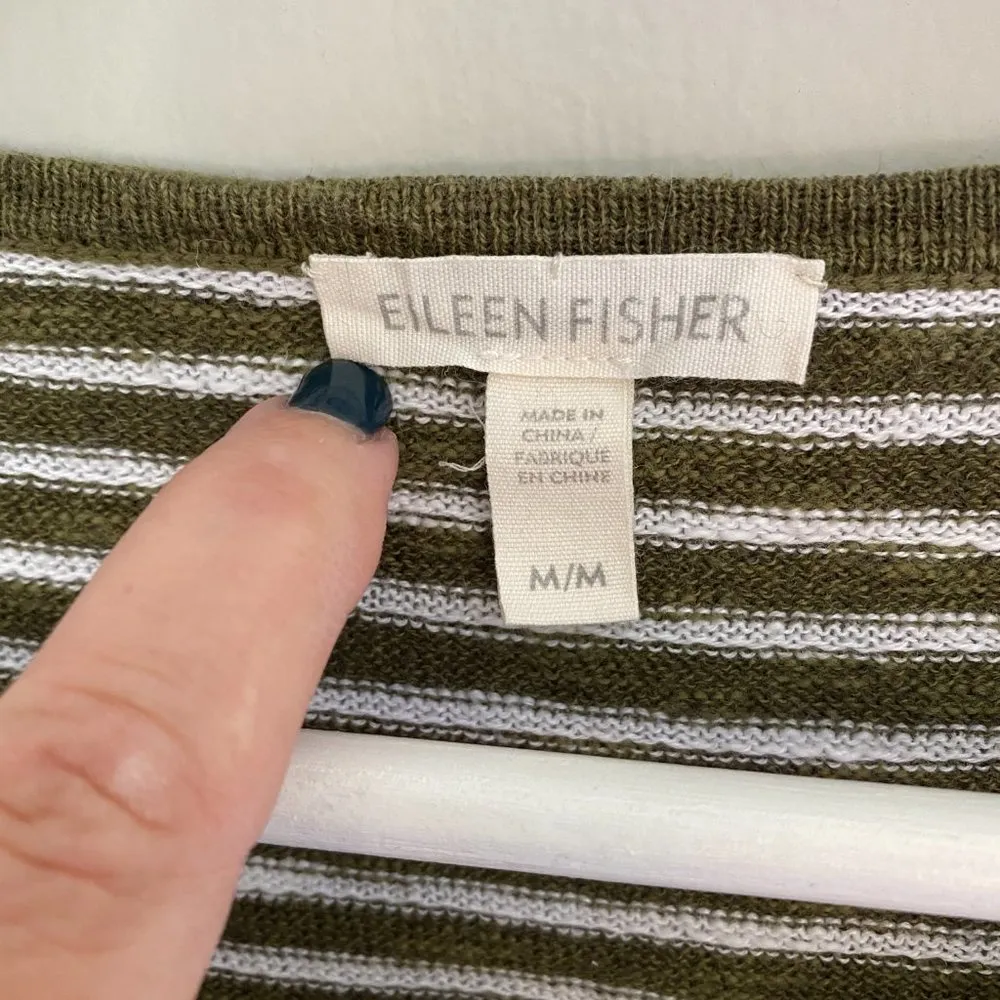 EILEEN FISHER
MADE IN
CHINA /
FABRIQUE
EN CHINE
M/M